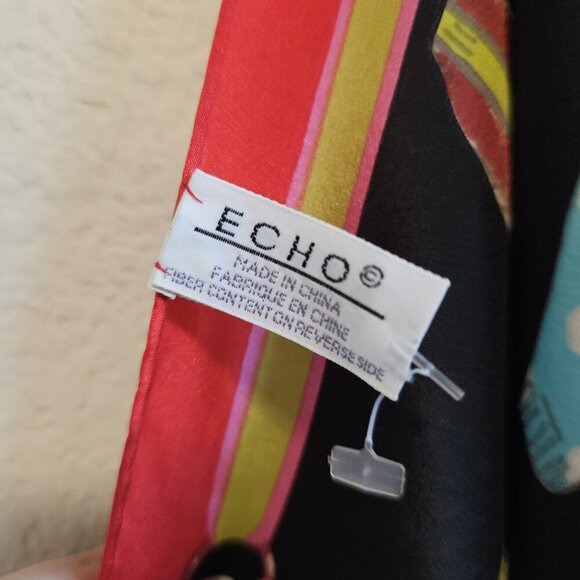 ECHO©
MADE IN CHINA
FABRIQUE EN CHINE
FIBER CONTENT ON REVERSE SIDE